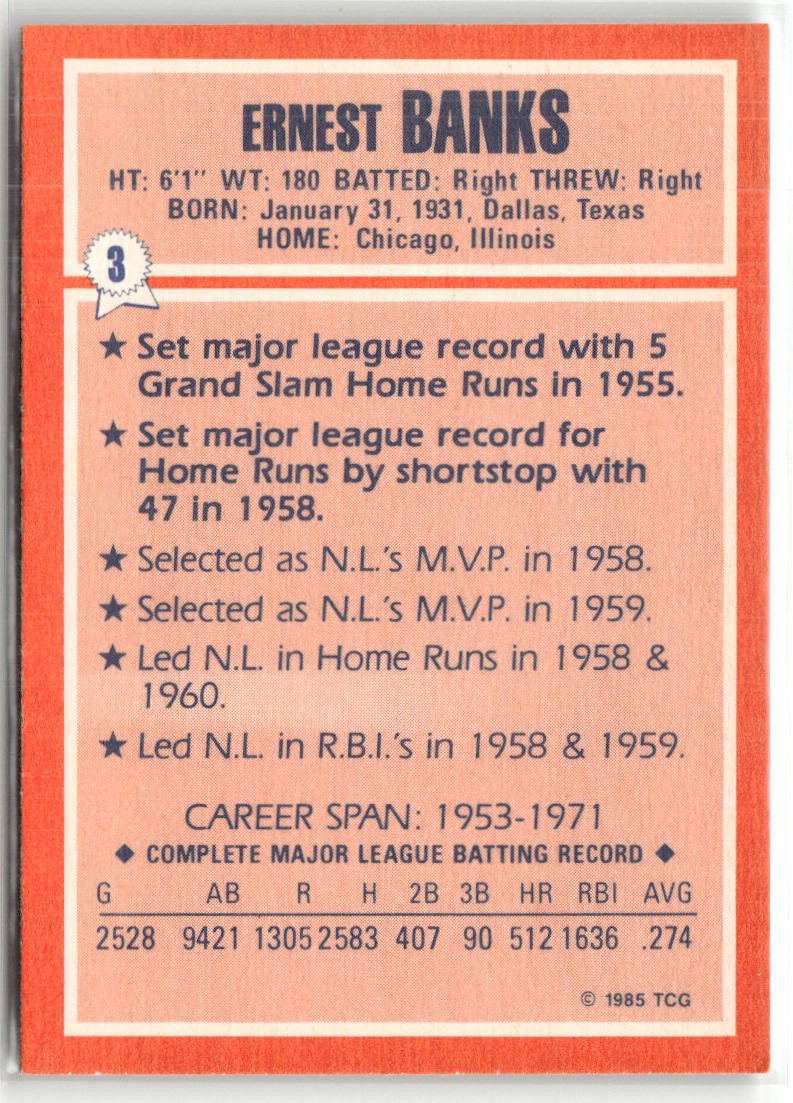 ERNEST BANKS
HT: 6'1" WT: 180 BATTED: Right THREW: Right
BORN: January 31, 1931, Dallas, Texas
HOME: Chicago, Illinois
3
★ Set major league record with 5
Grand Slam Home Runs in 1955.
★ Set major league record for
Home Runs by shortstop with
47 in 1958.
★ Selected as N.L.'s M.V.P. in 1958.
★ Selected as N.L.'s M.V.P. in 1959.
★ Led N.L. in Home Runs in 1958 &
1960.
★ Led N.L. in R.B.I.'s in 1958 & 1959.
CAREER SPAN: 1953-1971
◆ COMPLETE MAJOR LEAGUE BATTING RECORD ◆
G AB R H 2B 3B HR RBI AVG
2528 9421 1305 2583 407 90 512 1636 .274
© 1985 TCG